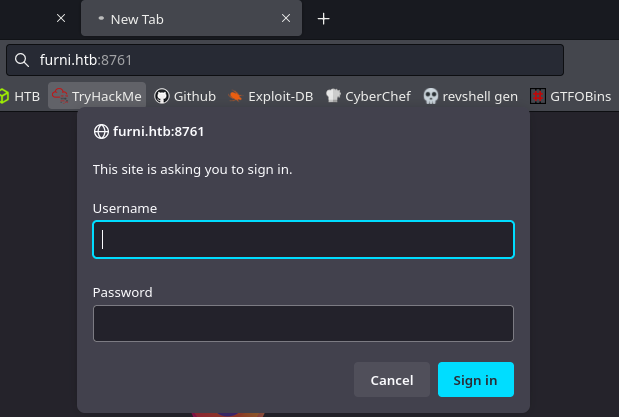 New Tab
furni.htb:8761
HTB TryHackMe Github Exploit-DB CyberChef revshell gen GTFOBins
furni.htb:8761
This site is asking you to sign in.
Username
Password
Cancel Sign in